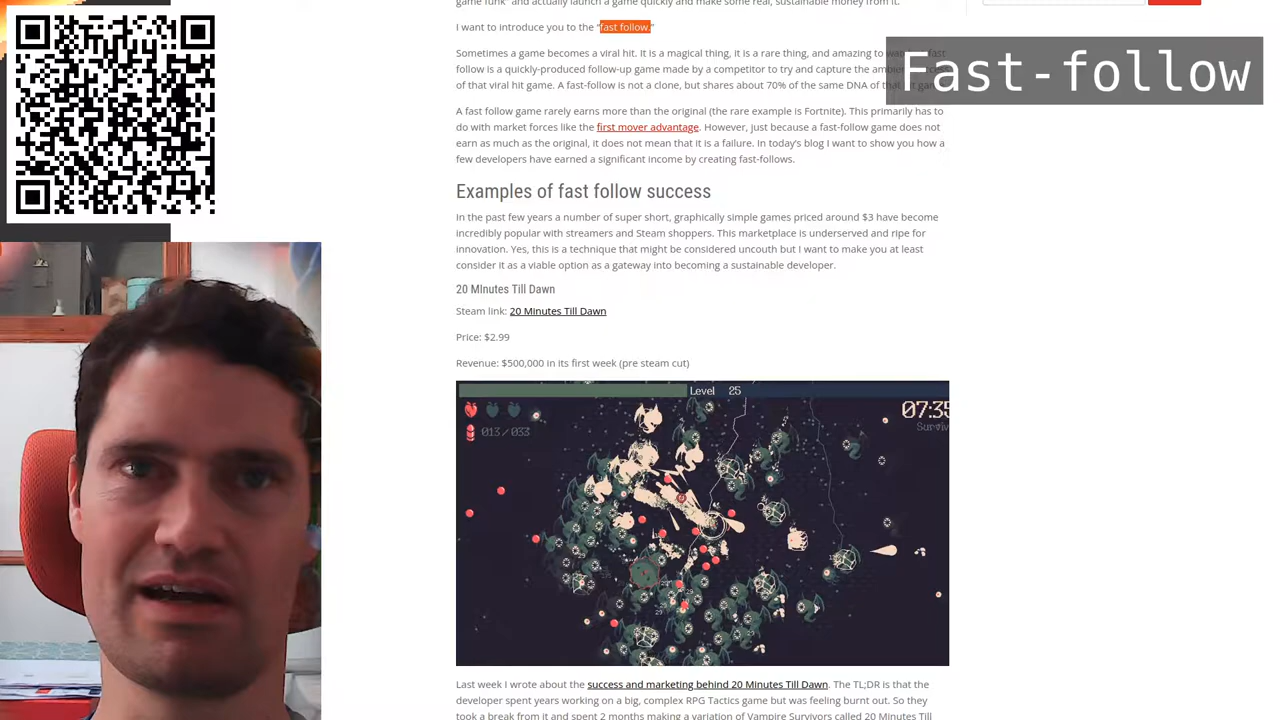 game funk" and actually launch a game quickly and make some real, sustainable money from it.
I want to introduce you to the "fast follow."
Sometimes a game becomes a viral hit. It is a magical thing, it is a rare thing, and amazing to
follow is a quickly-produced follow-up game made by a competitor to try and capture the
of that viral hit game. A fast-follow is not a clone, but shares about 70% of the same DNA of
Fast-follow
A fast follow game rarely earns more than the original (the rare example is Fortnite). This primarily has to
do with market forces like the first mover advantage. However, just because a fast-follow game does not
earn as much as the original, it does not mean that it is a failure. In today's blog I want to show you how a
few developers have earned a significant income by creating fast-follows.
Examples of fast follow success
In the past few years a number of super short, graphically simple games priced around $3 have become
incredibly popular with streamers and Steam shoppers. This marketplace is underserved and ripe for
innovation. Yes, this is a technique that might be considered uncouth but I want to make you at least
consider it as a viable option as a gateway into becoming a sustainable developer.
20 MInutes Till Dawn
Steam link: 20 Minutes Till Dawn
Price: $2.99
Revenue: $500,000 in its first week (pre steam cut)
Level 25
07:35
Surviv
013/033
Last week I wrote about the success and marketing behind 20 Minutes Till Dawn. The TL;DR is that the
developer spent years working on a big, complex RPG Tactics game but was feeling burnt out. So they
took a break from it and spent 2 months making a variation of Vampire Survivors called 20 Minutes Till